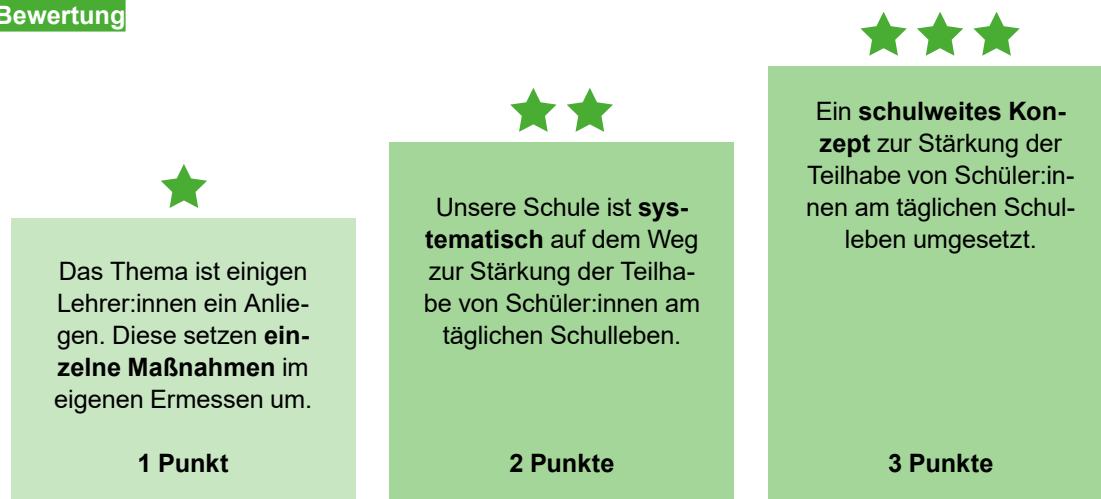 Bewertung
Das Thema ist einigen
Lehrer:innen ein Anlie-
gen. Diese setzen ein-
zelne Maßnahmen im
eigenen Ermessen um.
1 Punkt
Unsere Schule ist sys-
tematisch auf dem Weg
zur Stärkung der Teilha-
be von Schüler:innen am
täglichen Schulleben.
2 Punkte
Ein schulweites Kon-
zept zur Stärkung der
Teilhabe von Schüler:in-
nen am täglichen Schul-
leben umgesetzt.
3 Punkte